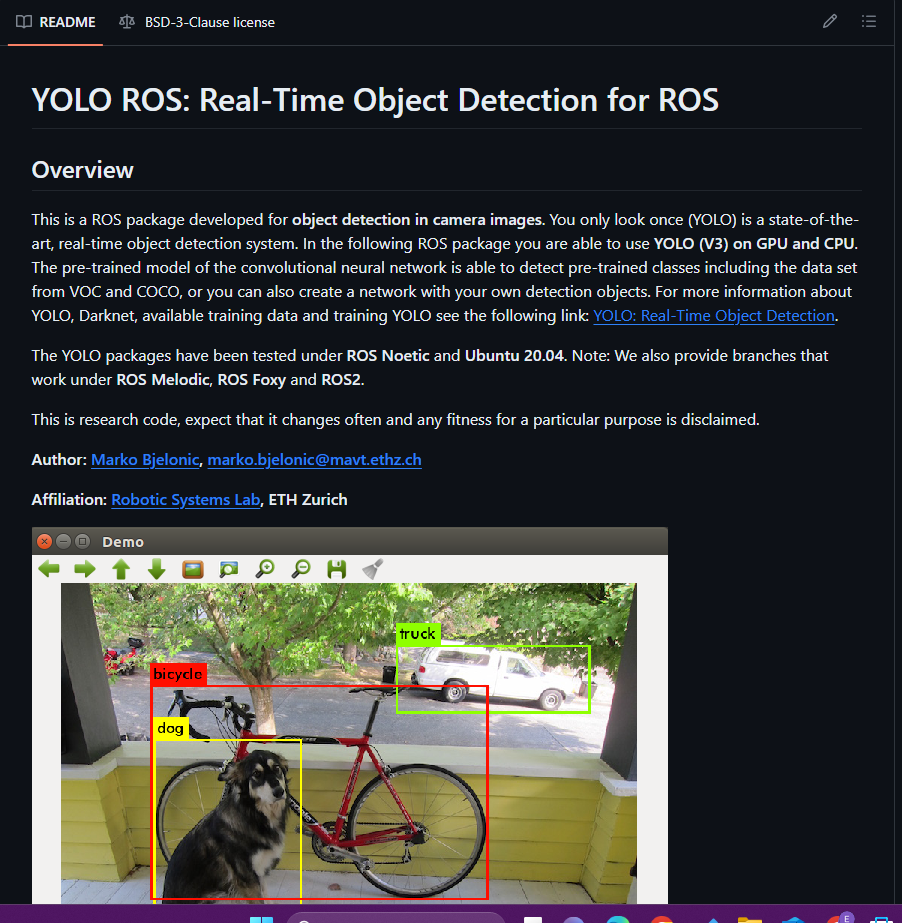 README
BSD-3-Clause license
YOLO ROS: Real-Time Object Detection for ROS
Overview
This is a ROS package developed for object detection in camera images. You only look once (YOLO) is a state-of-the-
art, real-time object detection system. In the following ROS package you are able to use YOLO (V3) on GPU and CPU.
The pre-trained model of the convolutional neural network is able to detect pre-trained classes including the data set
from VOC and COCO, or you can also create a network with your own detection objects. For more information about
YOLO, Darknet, available training data and training YOLO see the following link: YOLO: Real-Time Object Detection.
The YOLO packages have been tested under ROS Noetic and Ubuntu 20.04. Note: We also provide branches that
work under ROS Melodic, ROS Foxy and ROS2.
This is research code, expect that it changes often and any fitness for a particular purpose is disclaimed.
Author: Marko Bjelonic, marko.bjelonic@mavt.ethz.ch
Affiliation: Robotic Systems Lab, ETH Zurich
Demo
truck
bicycle
dog
E